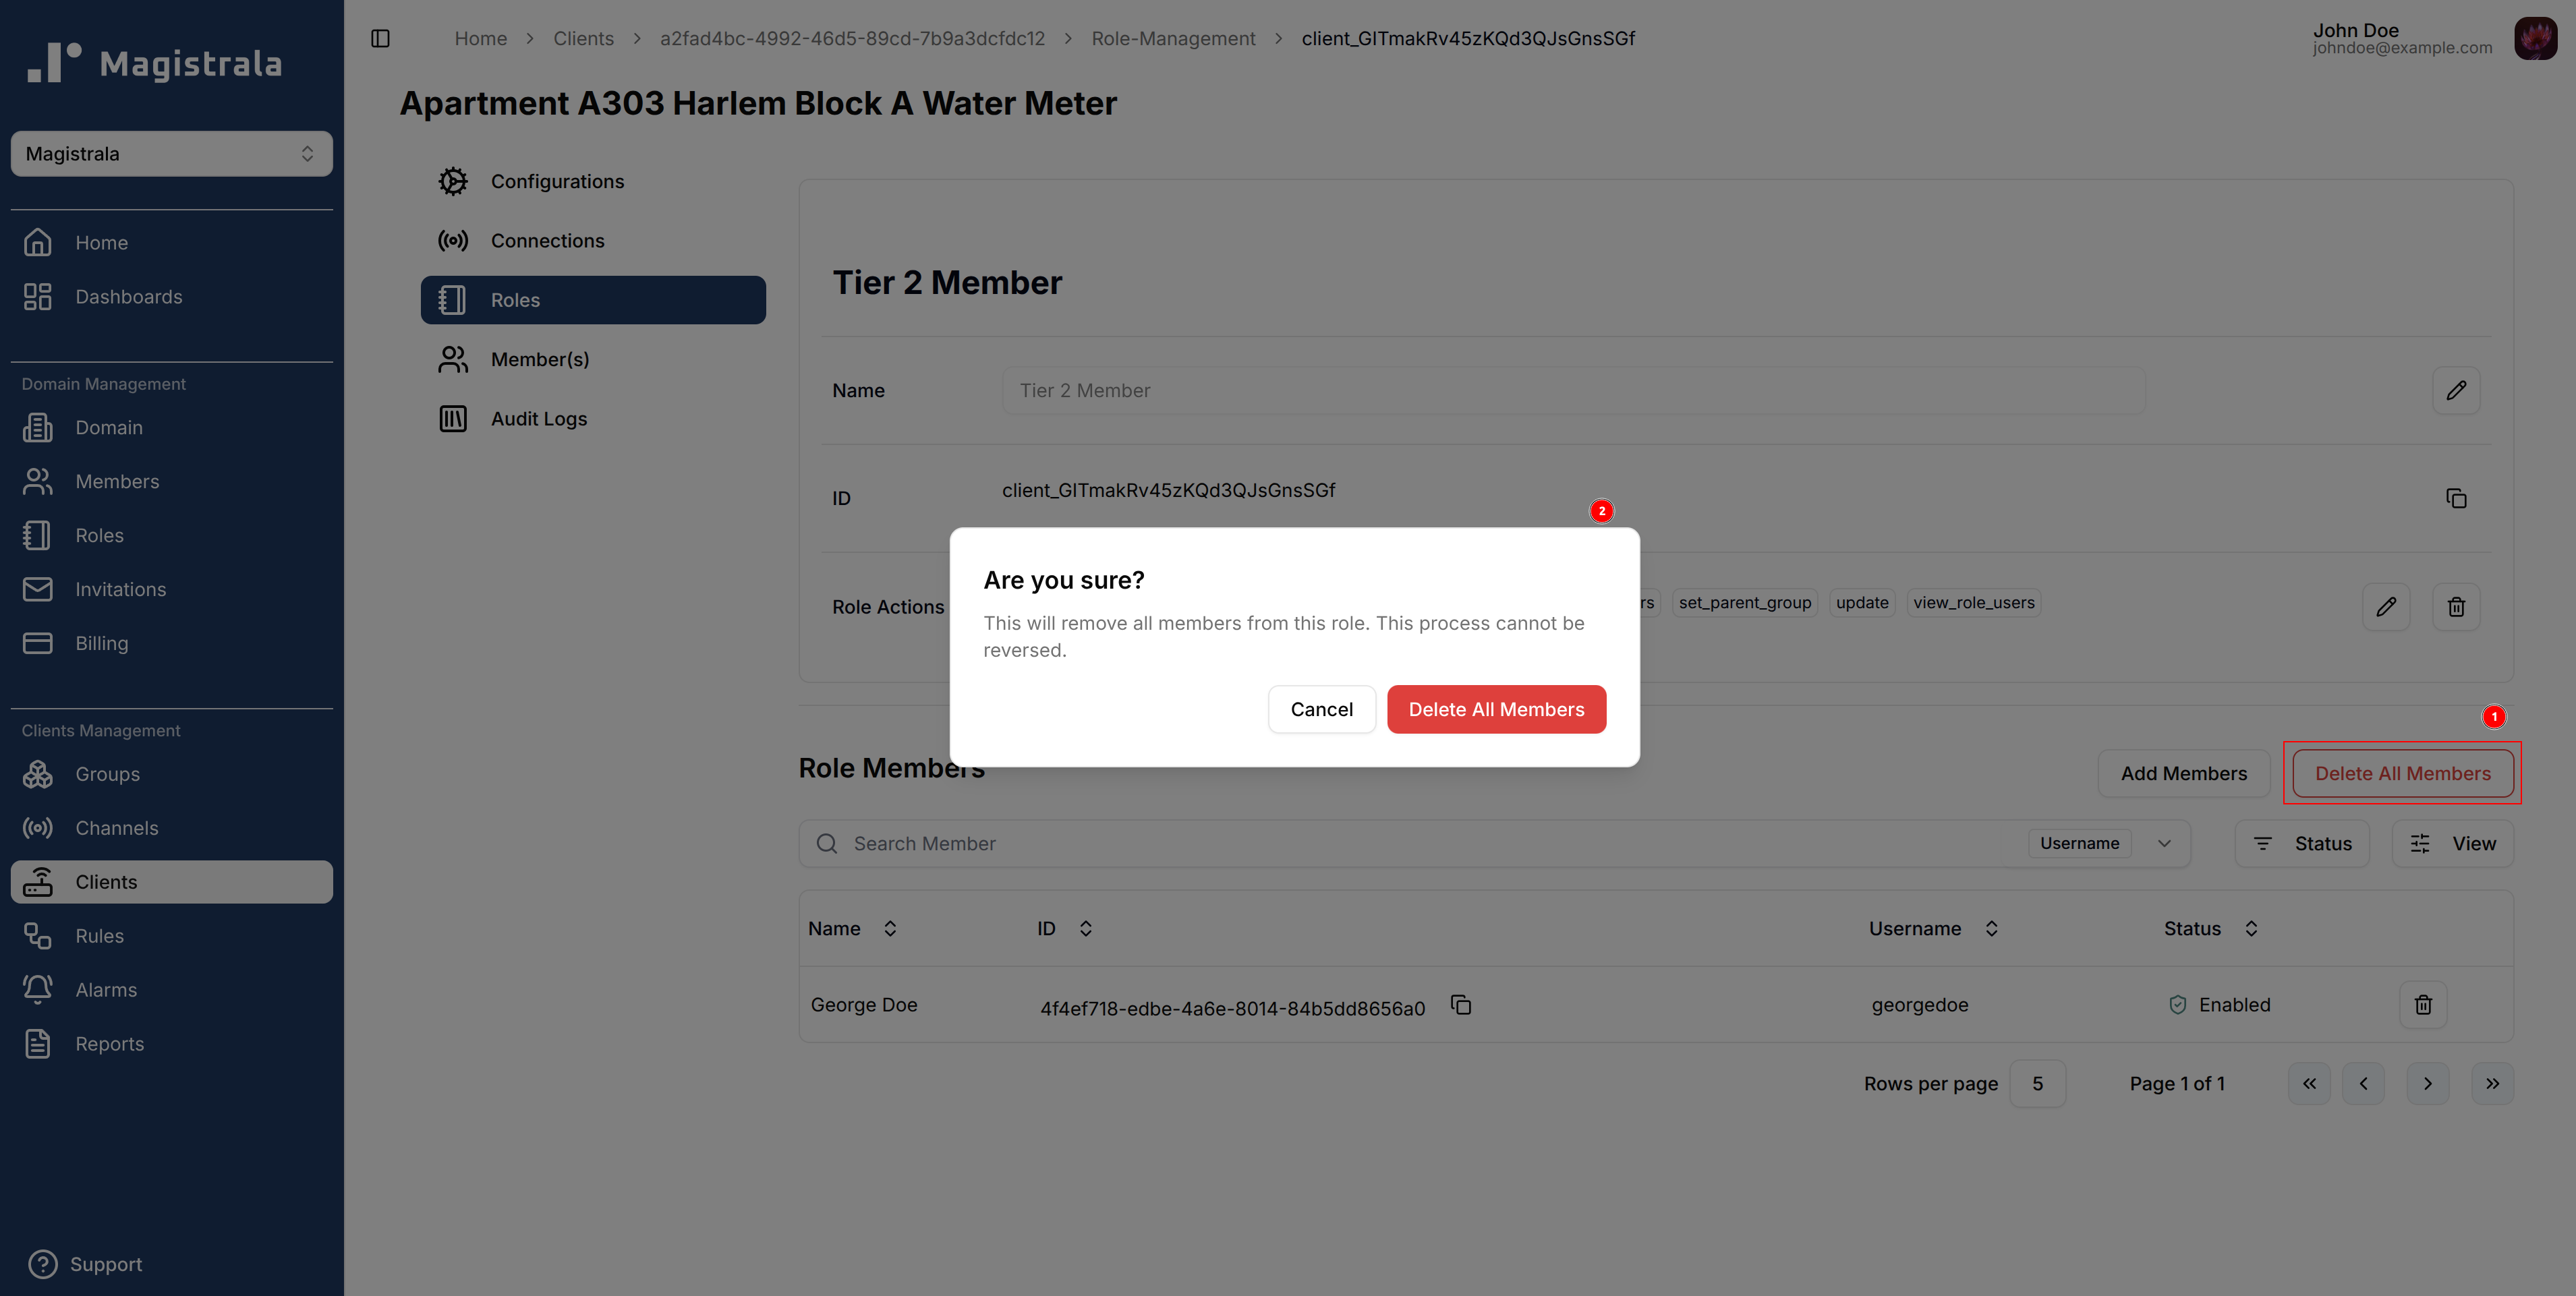 Magistrala
Magistrala
Home
Dashboards
Domain Management
Domain
Members
Roles
Invitations
Billing
Clients Management
Groups
Channels
Clients
Rules
Alarms
Reports
Support
Home > Clients > a2fad4bc-4992-46d5-89cd-7b9a3dcfdc12 > Role-Management > client_GITmakRv45zKQd3QJsGnsSGf
John Doe
johndoe@example.com
Apartment A303 Harlem Block A Water Meter
Configurations
Connections
Roles
Member(s)
Audit Logs
Tier 2 Member
Name Tier 2 Member
ID client_GITmakRv45zKQd3QJsGnsSGf
Role Actions rs set_parent_group update view_role_users
2
Are you sure?
This will remove all members from this role. This process cannot be
reversed.
Cancel Delete All Members
1
Role Members Add Members Delete All Members
Search Member Username Status View
Name ID Username Status
George Doe 4f4ef718-edbe-4a6e-8014-84b5dd8656a0 georgedoe Enabled
Rows per page 5 Page 1 of 1